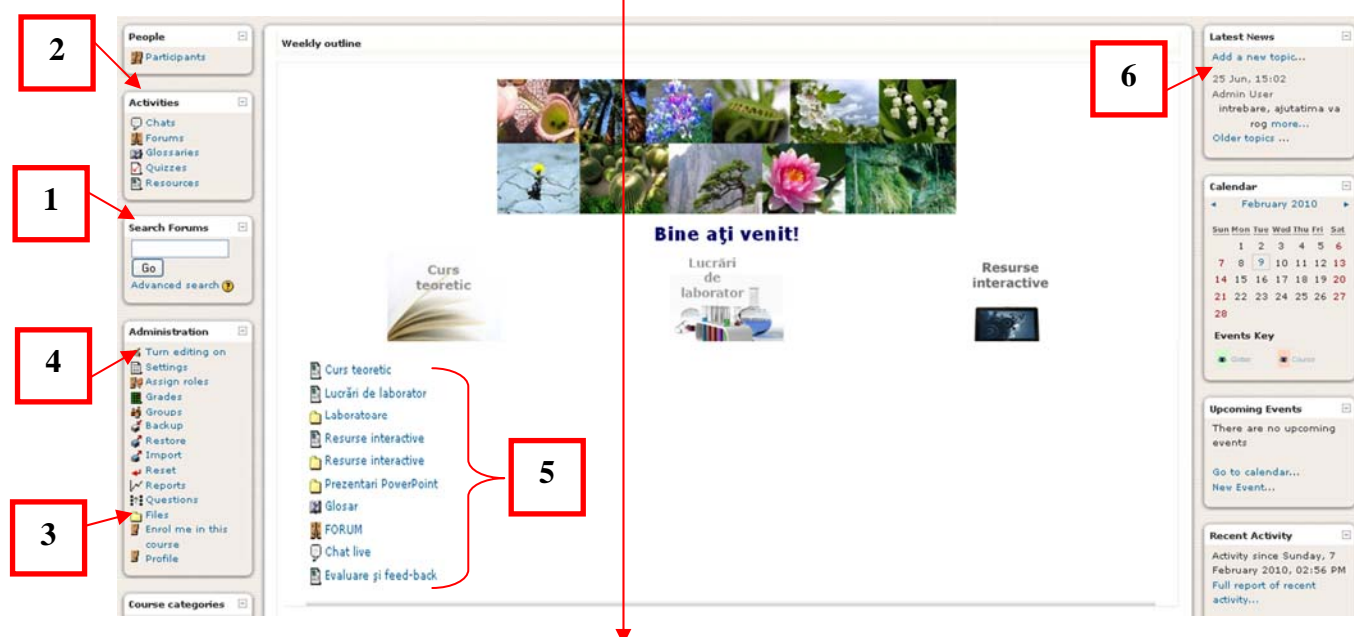 2
1
4
3
People
Participants
Activities
Chats
Forums
Glossaries
Quizzes
Resources
Search Forums
Go
Advanced search ?
Administration
Turn editing on
Settings
Assign roles
Grades
Groups
Backup
Restore
Import
Reset
Reports
Questions
Files
Enrol me in this
course
Profile
Course categories
Weekly outline
Bine aţi venit!
Curs
teoretic
Lucrări
de
laborator
Resurse
interactive
Curs teoretic
Lucrări de laborator
Laboratoare
Resurse interactive
Resurse interactive
Prezentari PowerPoint
Glosar
FORUM
Chat live
Evaluare şi feed-back
5
6
Latest News
Add a new topic...
25 Jun, 15:02
Admin User
intrebare, ajutatima va
rog more...
Older topics ...
Calendar
February 2010
Sun Mon Tue Wed Thu Fri Sat
1 2 3 4 5 6
7 8 9 10 11 12 13
14 15 16 17 18 19 20
21 22 23 24 25 26 27
28
Events Key
Upcoming Events
There are no upcoming
events
Go to calendar...
New Event...
Recent Activity
Activity since Sunday, 7
February 2010, 02:56 PM
Full report of recent
activity...